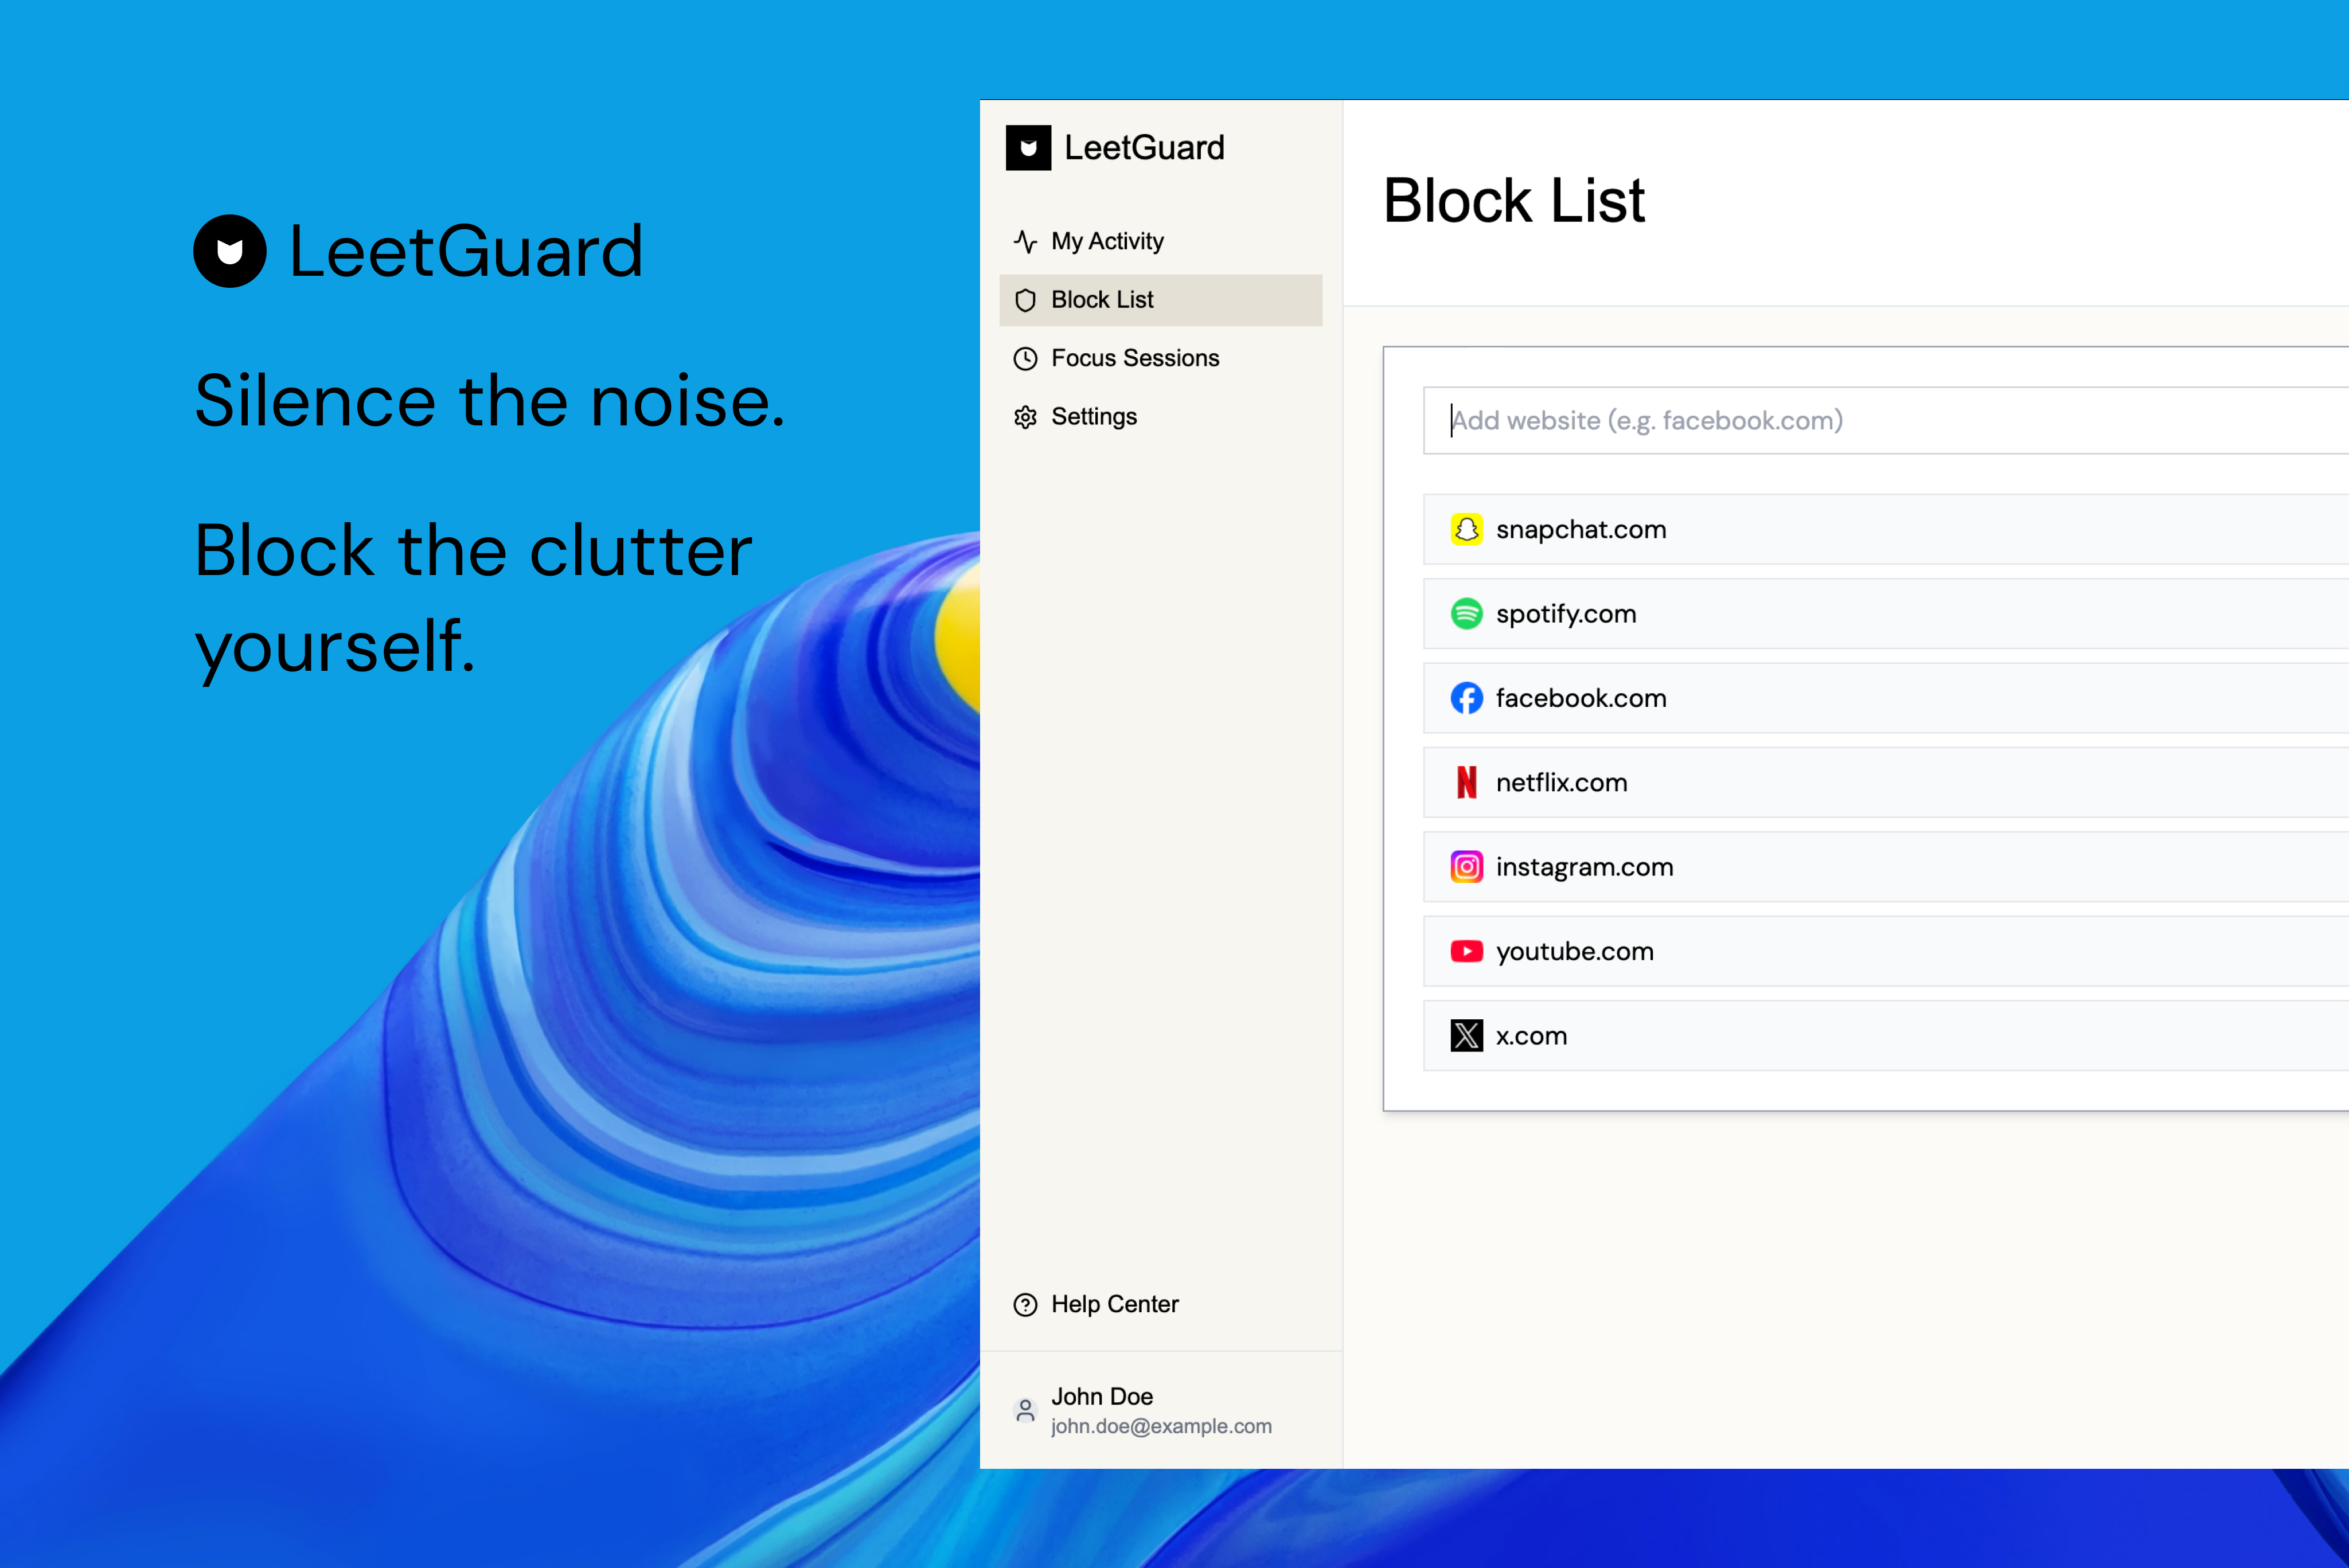 LeetGuard
Silence the noise.
Block the clutter
yourself.
LeetGuard
My Activity
Block List
Focus Sessions
Settings
Help Center
John Doe
john.doe@example.com
Block List
Add website (e.g. facebook.com)
snapchat.com
spotify.com
facebook.com
netflix.com
instagram.com
youtube.com
x.com